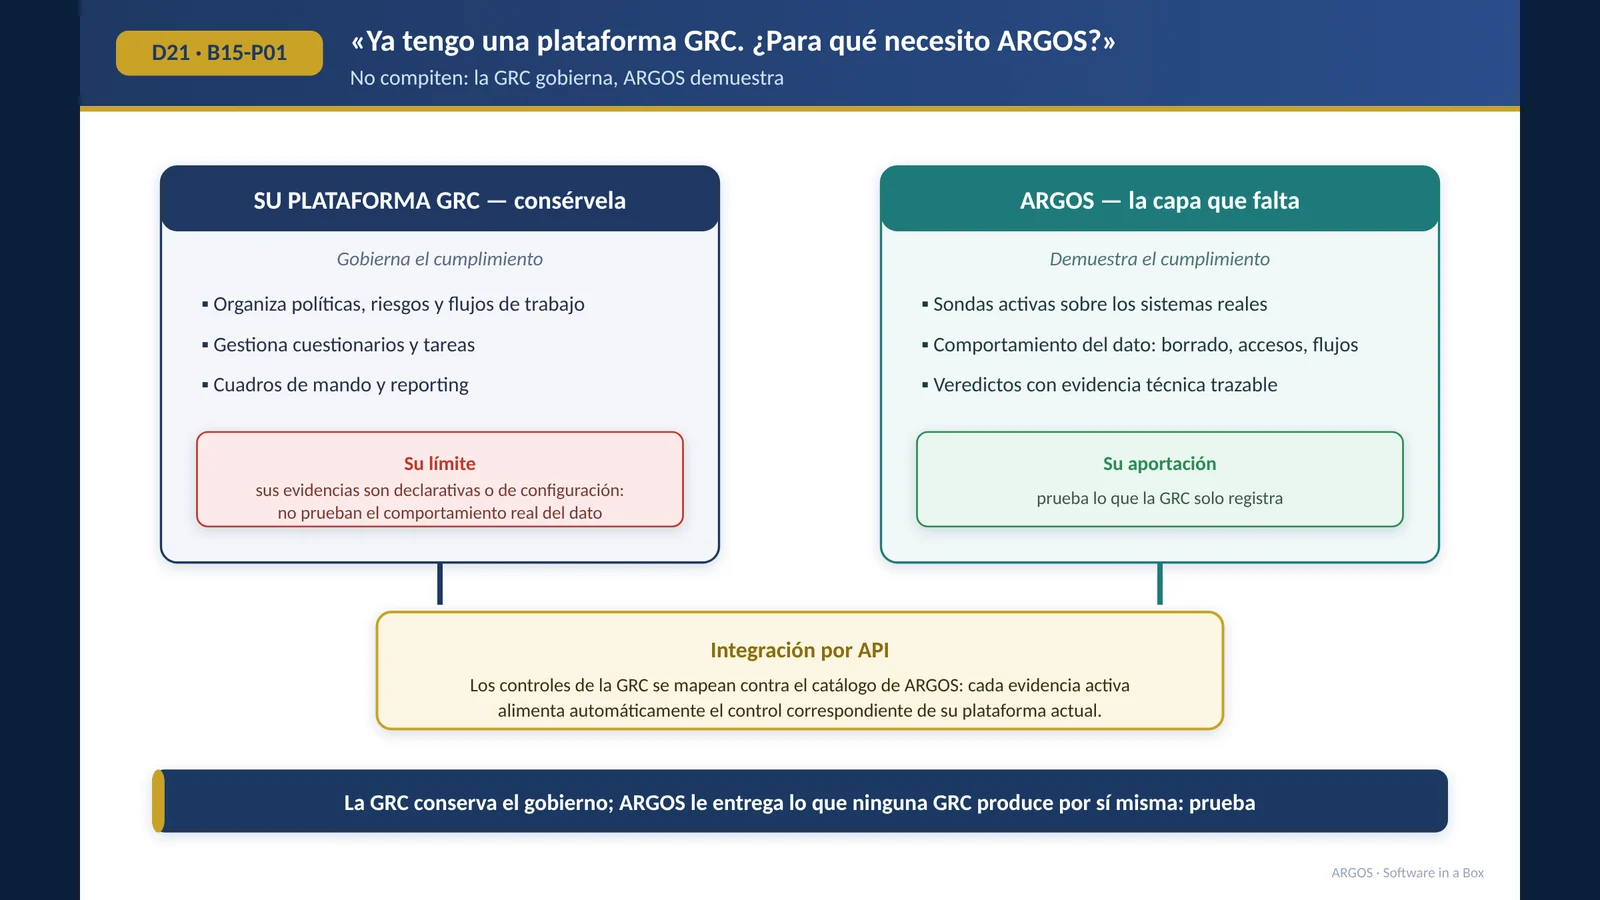 D21 · B15-P01
«Ya tengo una plataforma GRC. ¿Para qué necesito ARGOS?»
No compiten: la GRC gobierna, ARGOS demuestra
SU PLATAFORMA GRC — consérvela
Gobierna el cumplimiento
▪ Organiza políticas, riesgos y flujos de trabajo
▪ Gestiona cuestionarios y tareas
▪ Cuadros de mando y reporting
Su límite
sus evidencias son declarativas o de configuración:
no prueban el comportamiento real del dato
ARGOS — la capa que falta
Demuestra el cumplimiento
▪ Sondas activas sobre los sistemas reales
▪ Comportamiento del dato: borrado, accesos, flujos
▪ Veredictos con evidencia técnica trazable
Su aportación
prueba lo que la GRC solo registra
Integración por API
Los controles de la GRC se mapean contra el catálogo de ARGOS: cada evidencia activa
alimenta automáticamente el control correspondiente de su plataforma actual.
La GRC conserva el gobierno; ARGOS le entrega lo que ninguna GRC produce por sí misma: prueba
ARGOS · Software in a Box